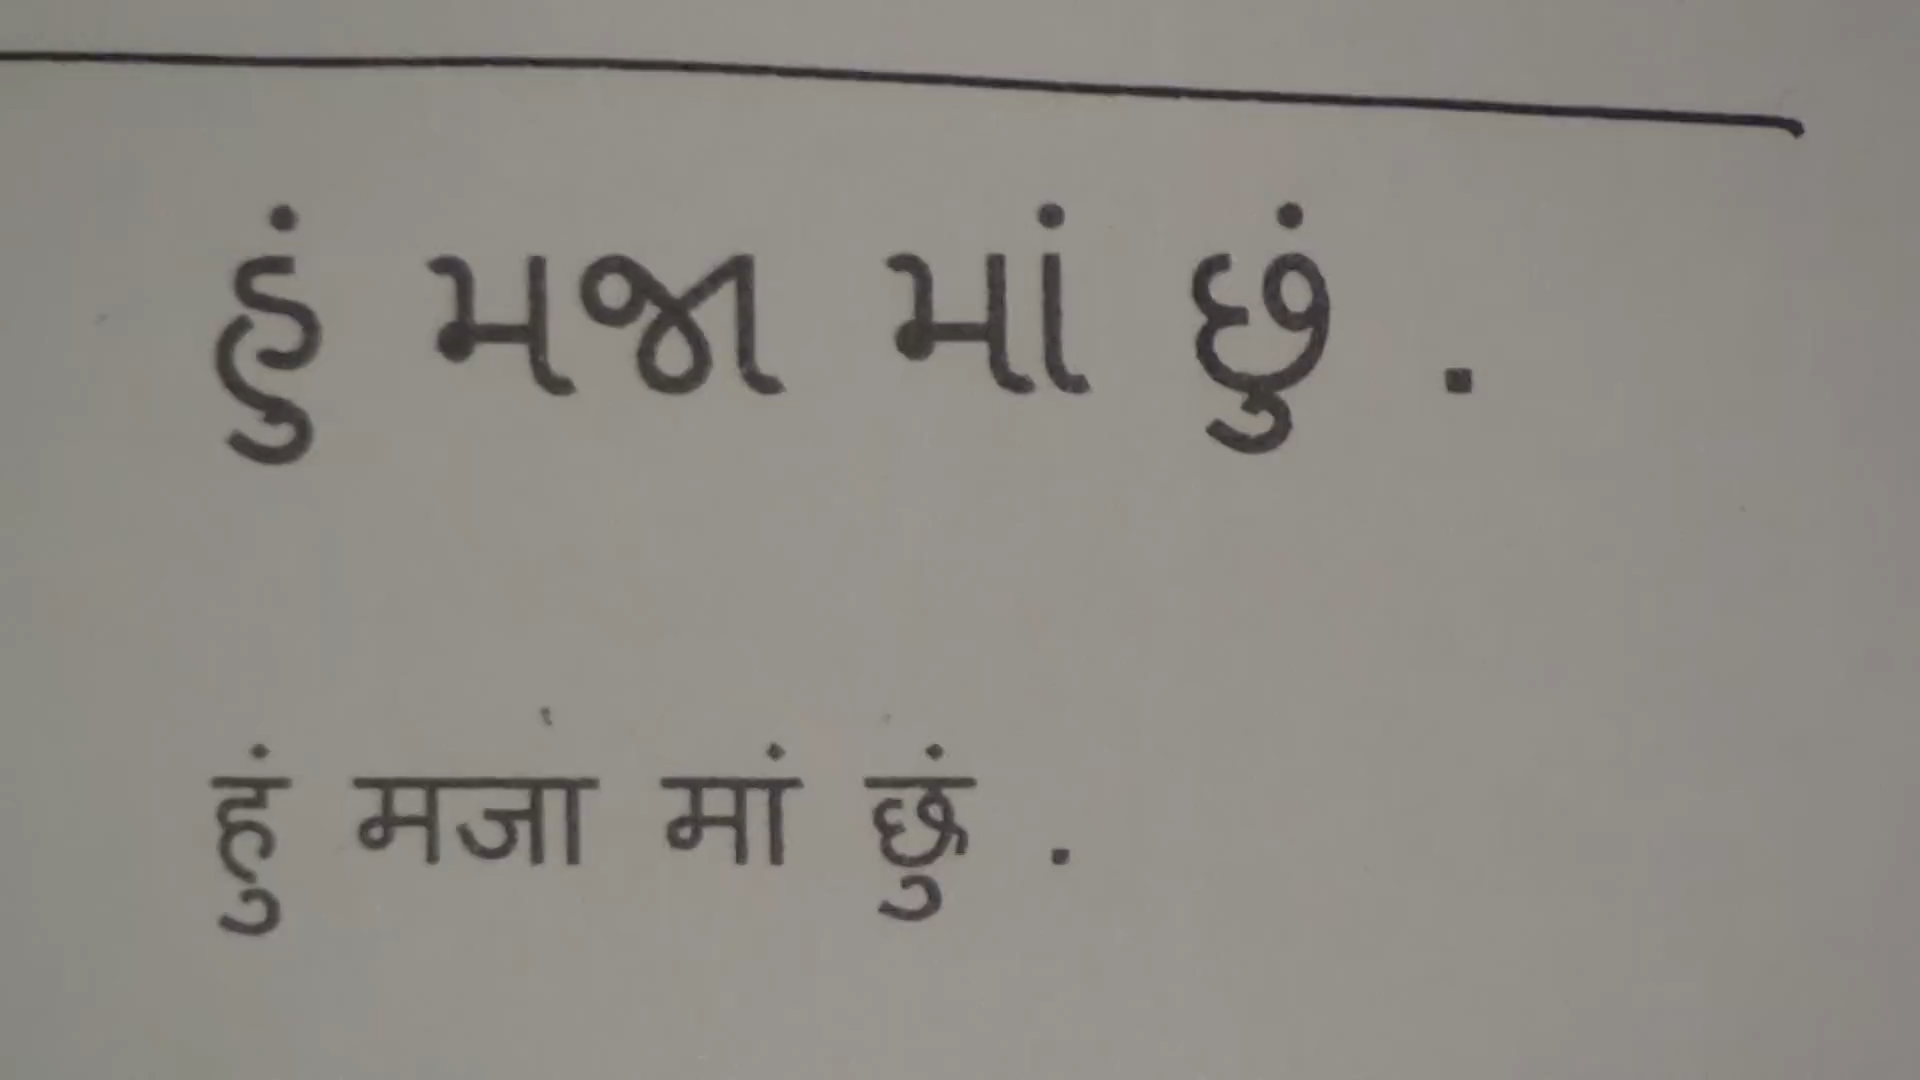 હું મજા માં છું .
हुं मजा मां छुं .